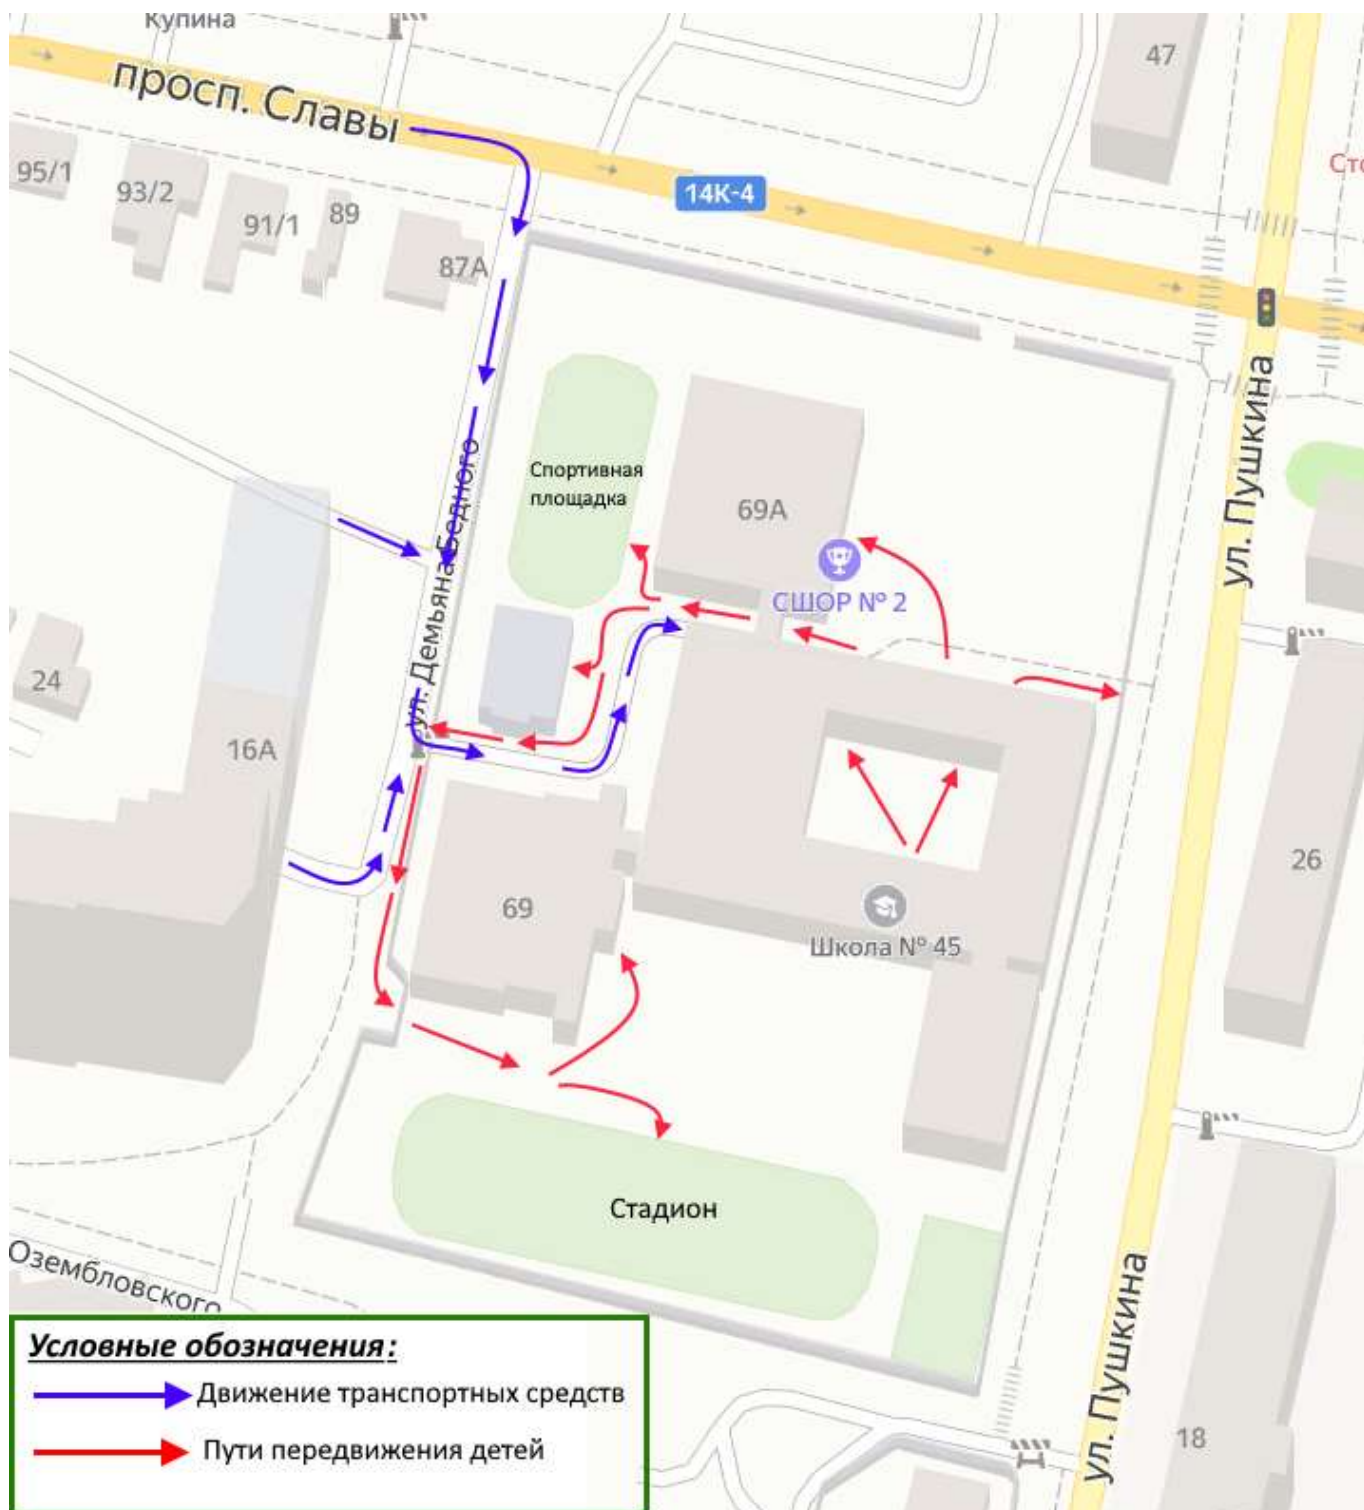 Купина
47
просп. Славы
95/1
93/2
91/1
89
87А
14К-4
Сто
ул. Пушкина
Спортивная
площадка
69А
СШОР № 2
ул. Демьяна Бедного
24
16А
69
Школа № 45
26
Стадион
Озембловского
ул. Пушкина
18
Условные обозначения:
Движение транспортных средств
Пути передвижения детей